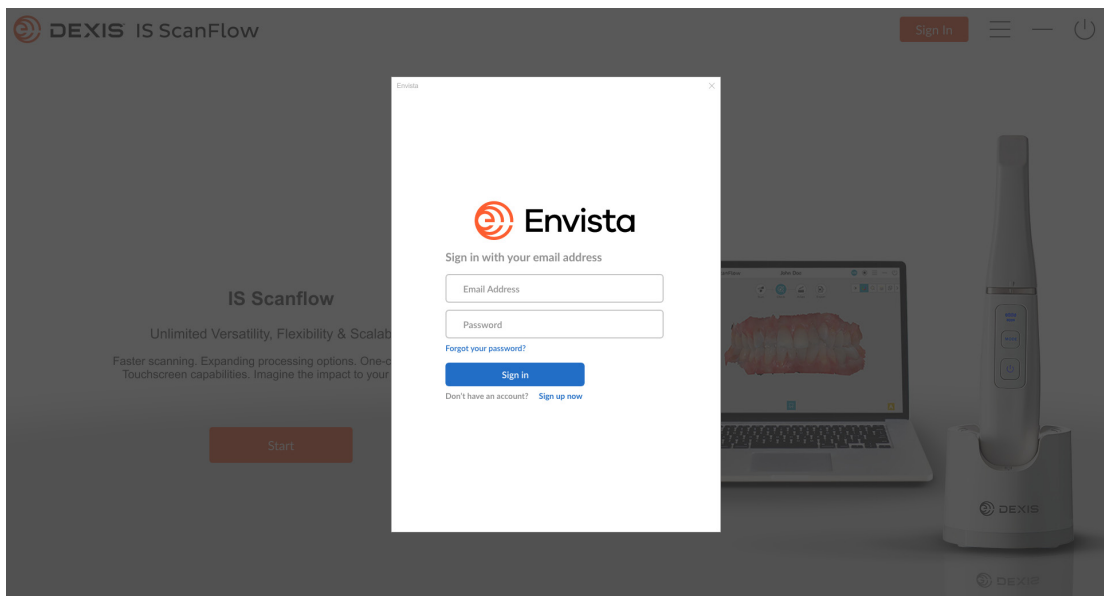 DEXIS IS ScanFlow
Sign In
Envista
Envista
Sign in with your email address
Email Address
Password
Forgot your password?
Sign in
Don't have an account? Sign up now
IS Scanflow
Unlimited Versatility, Flexibility & Scalab
Faster scanning. Expanding processing options. One-c
Touchscreen capabilities. Imagine the impact to your
Start
John Doe
DEXIS
DEXIS